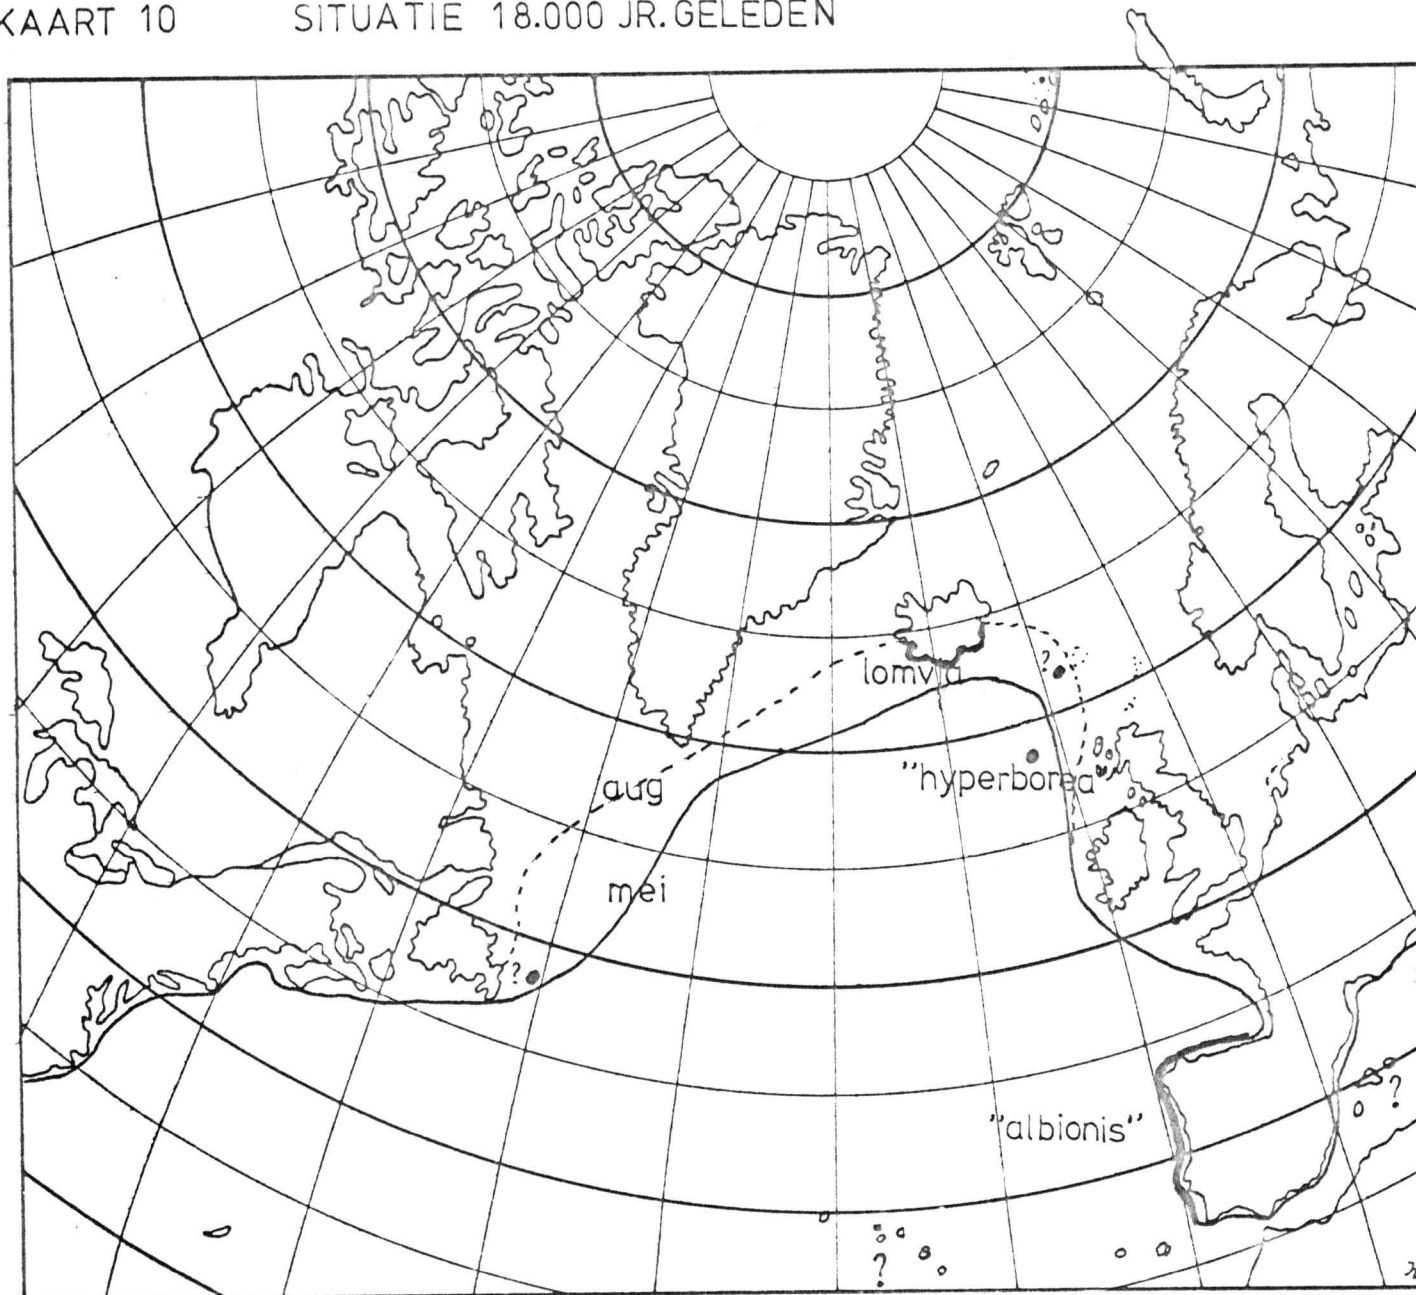 KAART 10 SITUATIE 18.000 JR. GELEDEN
lomvia
?
"hyperborea"
aug
mei
?
"albionis"
?
?